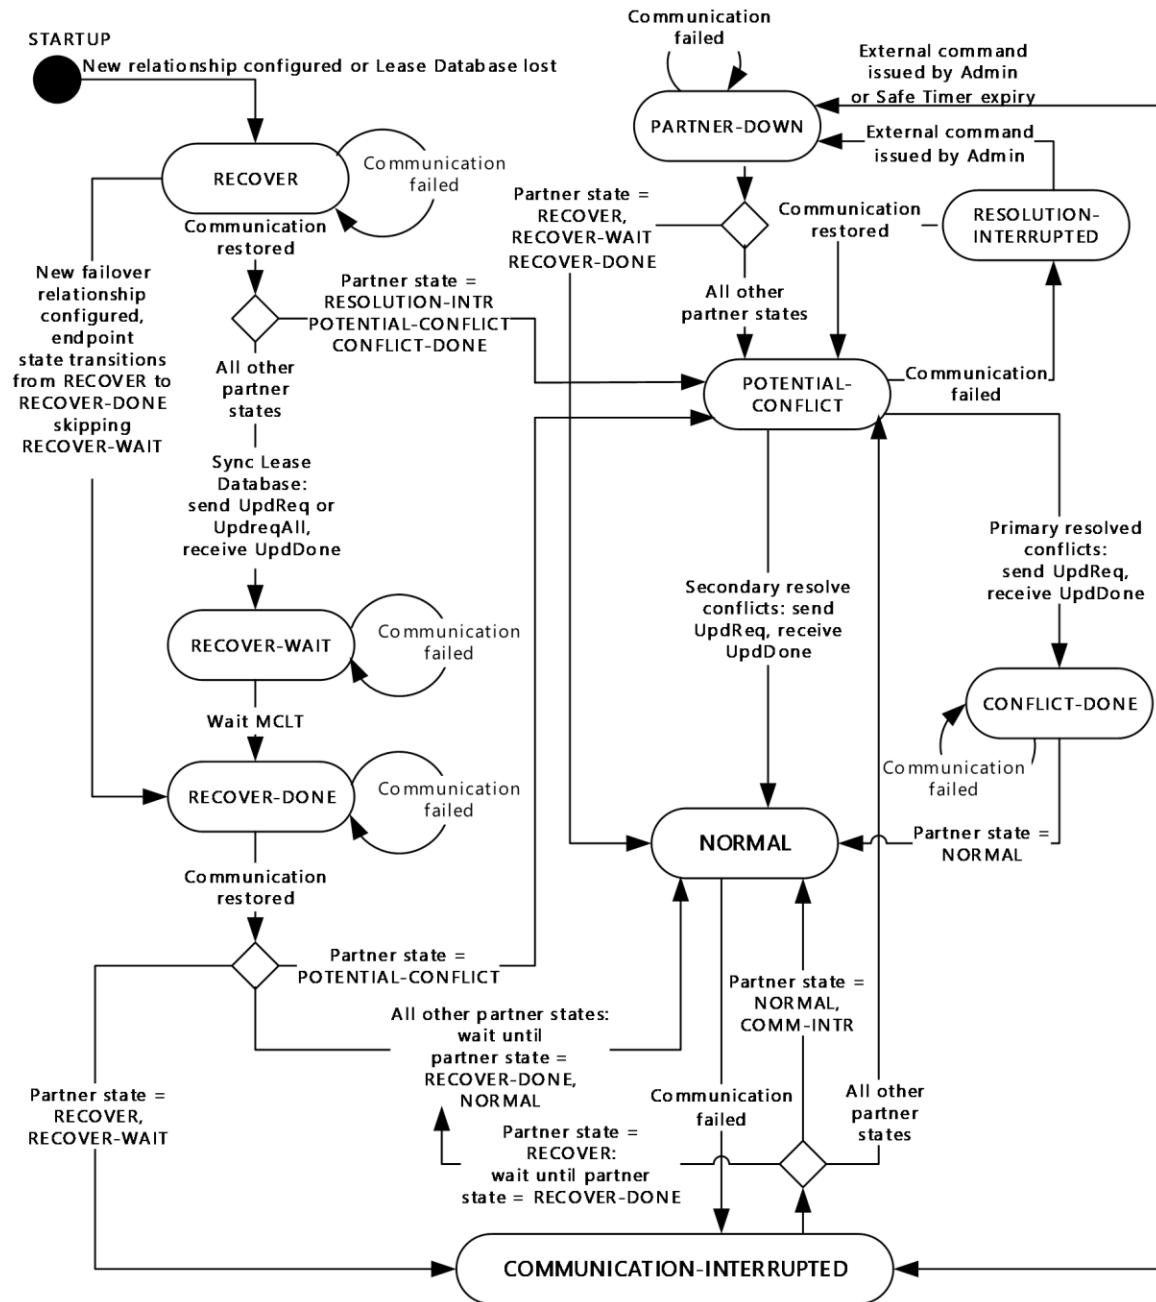 STARTUP
New relationship configured or Lease Database lost
RECOVER
Communication
failed
Communication
restored
New failover
relationship
configured,
endpoint
state transitions
from RECOVER to
RECOVER-DONE
skipping
RECOVER-WAIT
Partner state =
RESOLUTION-INTR
POTENTIAL-CONFLICT
CONFLICT-DONE
All other
partner
states
Sync Lease
Database:
send UpdReq or
UpdreqAll,
receive UpdDone
RECOVER-WAIT
Communication
failed
Wait MCLT
RECOVER-DONE
Communication
failed
Communication
restored
Partner state =
POTENTIAL-CONFLICT
All other partner states:
wait until
partner state =
RECOVER-DONE,
NORMAL
Partner state =
RECOVER,
RECOVER-WAIT
Communication
failed
PARTNER-DOWN
External command
issued by Admin
or Safe Timer expiry
External command
issued by Admin
Partner state =
RECOVER,
RECOVER-WAIT
RECOVER-DONE
Communication
restored
RESOLUTION-
INTERRUPTED
All other
partner states
POTENTIAL-
CONFLICT
Communication
failed
Secondary resolve
conflicts: send
UpdReq, receive
UpdDone
Primary resolved
conflicts:
send UpdReq,
receive UpdDone
CONFLICT-DONE
Communication
failed
NORMAL
Partner state =
NORMAL
Partner state =
NORMAL,
COMM-INTR
Communication
failed
All other
partner
states
Partner state =
RECOVER:
wait until partner
state = RECOVER-DONE
COMMUNICATION-INTERRUPTED